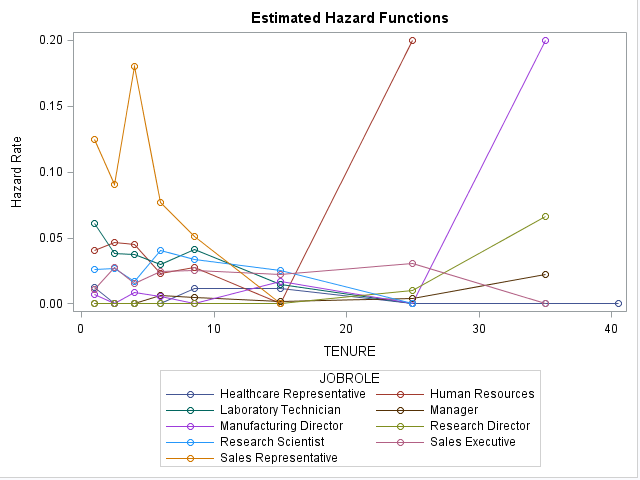 Estimated Hazard Functions
0.20
0.15
0.10
0.05
0.00
Hazard Rate
0 10 20 30 40
TENURE
JOBROLE
Healthcare Representative Human Resources
Laboratory Technician Manager
Manufacturing Director Research Director
Research Scientist Sales Executive
Sales Representative